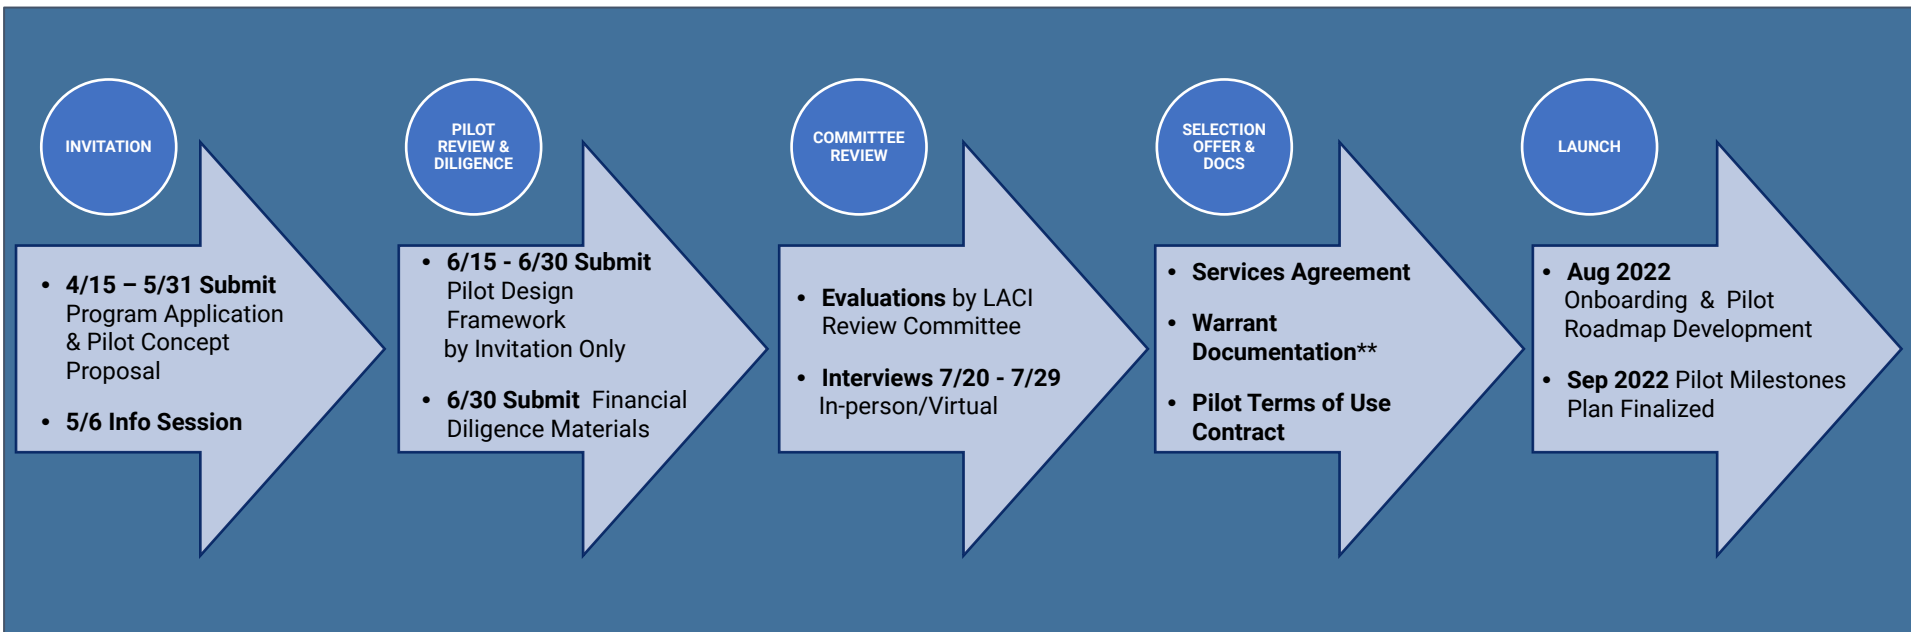 INVITATION
• 4/15 – 5/31 Submit
Program Application
& Pilot Concept
Proposal
• 5/6 Info Session
PILOT
REVIEW &
DILIGENCE
• 6/15 - 6/30 Submit
Pilot Design
Framework
by Invitation Only
• 6/30 Submit Financial
Diligence Materials
COMMITTEE
REVIEW
• Evaluations by LACI
Review Committee
• Interviews 7/20 - 7/29
In-person/Virtual
SELECTION
OFFER &
DOCS
• Services Agreement
• Warrant
Documentation**
• Pilot Terms of Use
Contract
LAUNCH
• Aug 2022
Onboarding & Pilot
Roadmap Development
• Sep 2022 Pilot Milestones
Plan Finalized